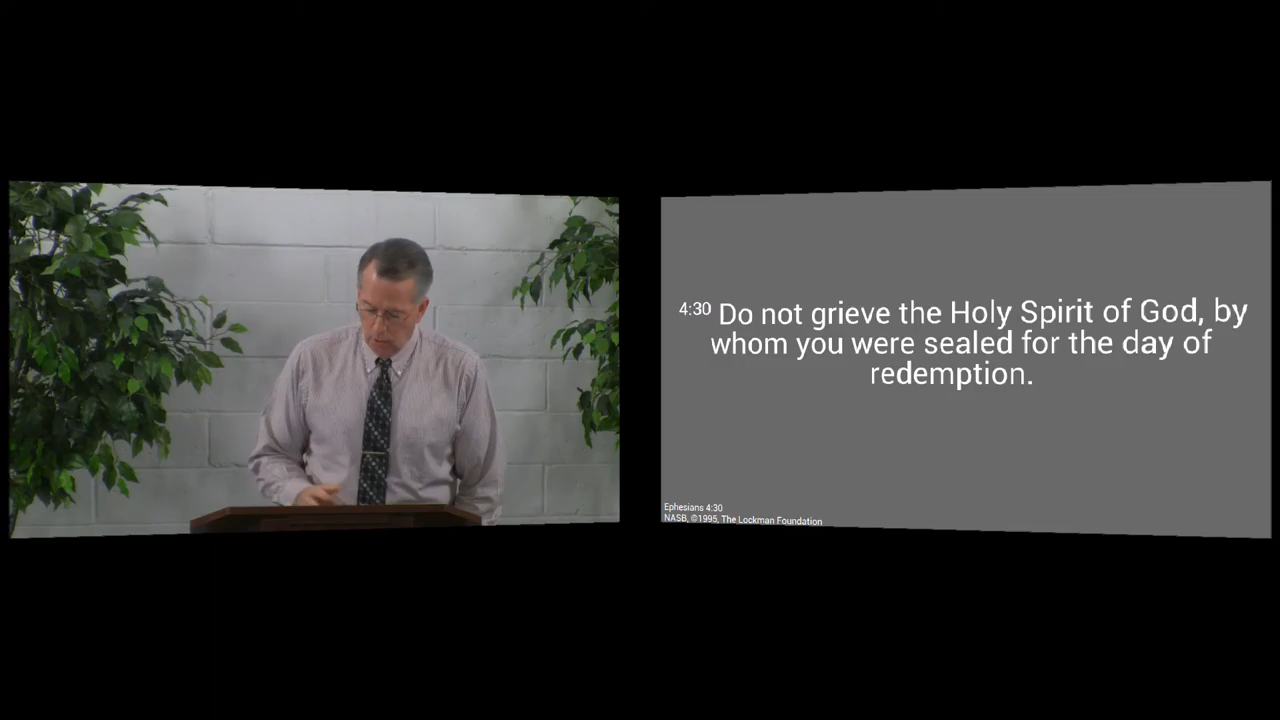 4:30 Do not grieve the Holy Spirit of God, by
whom you were sealed for the day of
redemption.
Ephesians 4:30
NASB, ©1995, The Lockman Foundation